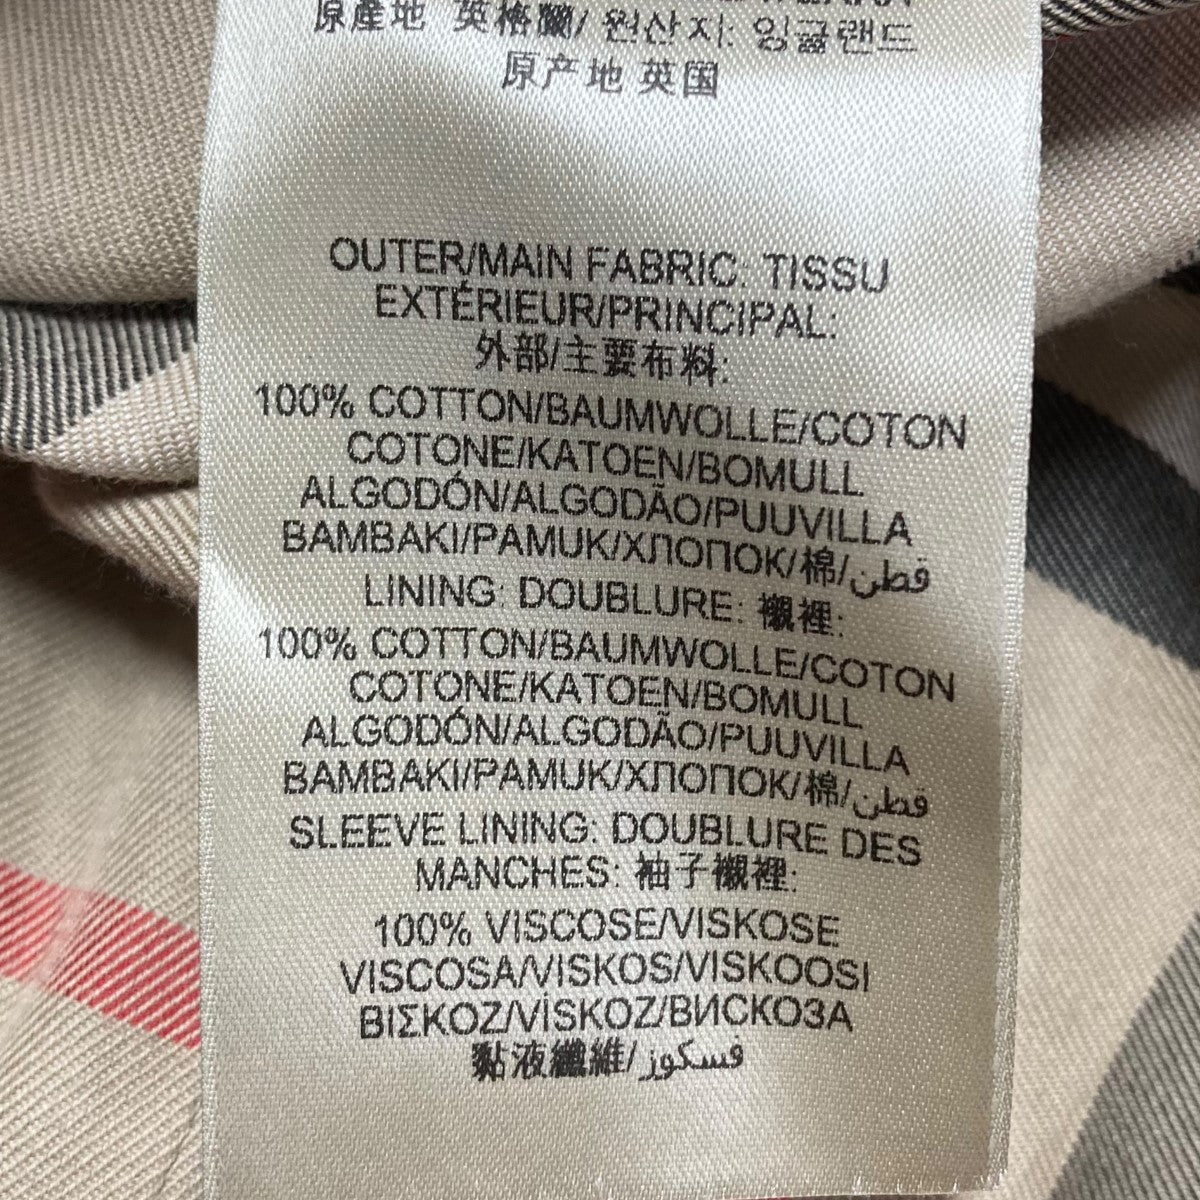 原產地 英格蘭/ 원산지: 잉글랜드
原产地 英国
OUTER/MAIN FABRIC: TISSU
EXTÉRIEUR/PRINCIPAL:
外部/主要布料:
100% COTTON/BAUMWOLLE/COTON
COTONE/KATOEN/BOMULL
ALGODÓN/ALGODÃO/PUUVILLA
BAMBAKI/PAMUK/ХЛОПОК/棉/قطن
LINING: DOUBLURE: 襯裡:
100% COTTON/BAUMWOLLE/COTON
COTONE/KATOEN/BOMULL
ALGODÓN/ALGODÃO/PUUVILLA
BAMBAKI/PAMUK/ХЛОПОК/棉/قطن
SLEEVE LINING: DOUBLURE DES
MANCHES: 袖子襯裡:
100% VISCOSE/VISKOSE
VISCOSA/VISKOS/VISKOOSI
ΒΙΣΚΟΖ/VİSKOZ/ВИСКОЗА
黏液纖維/فسكوز